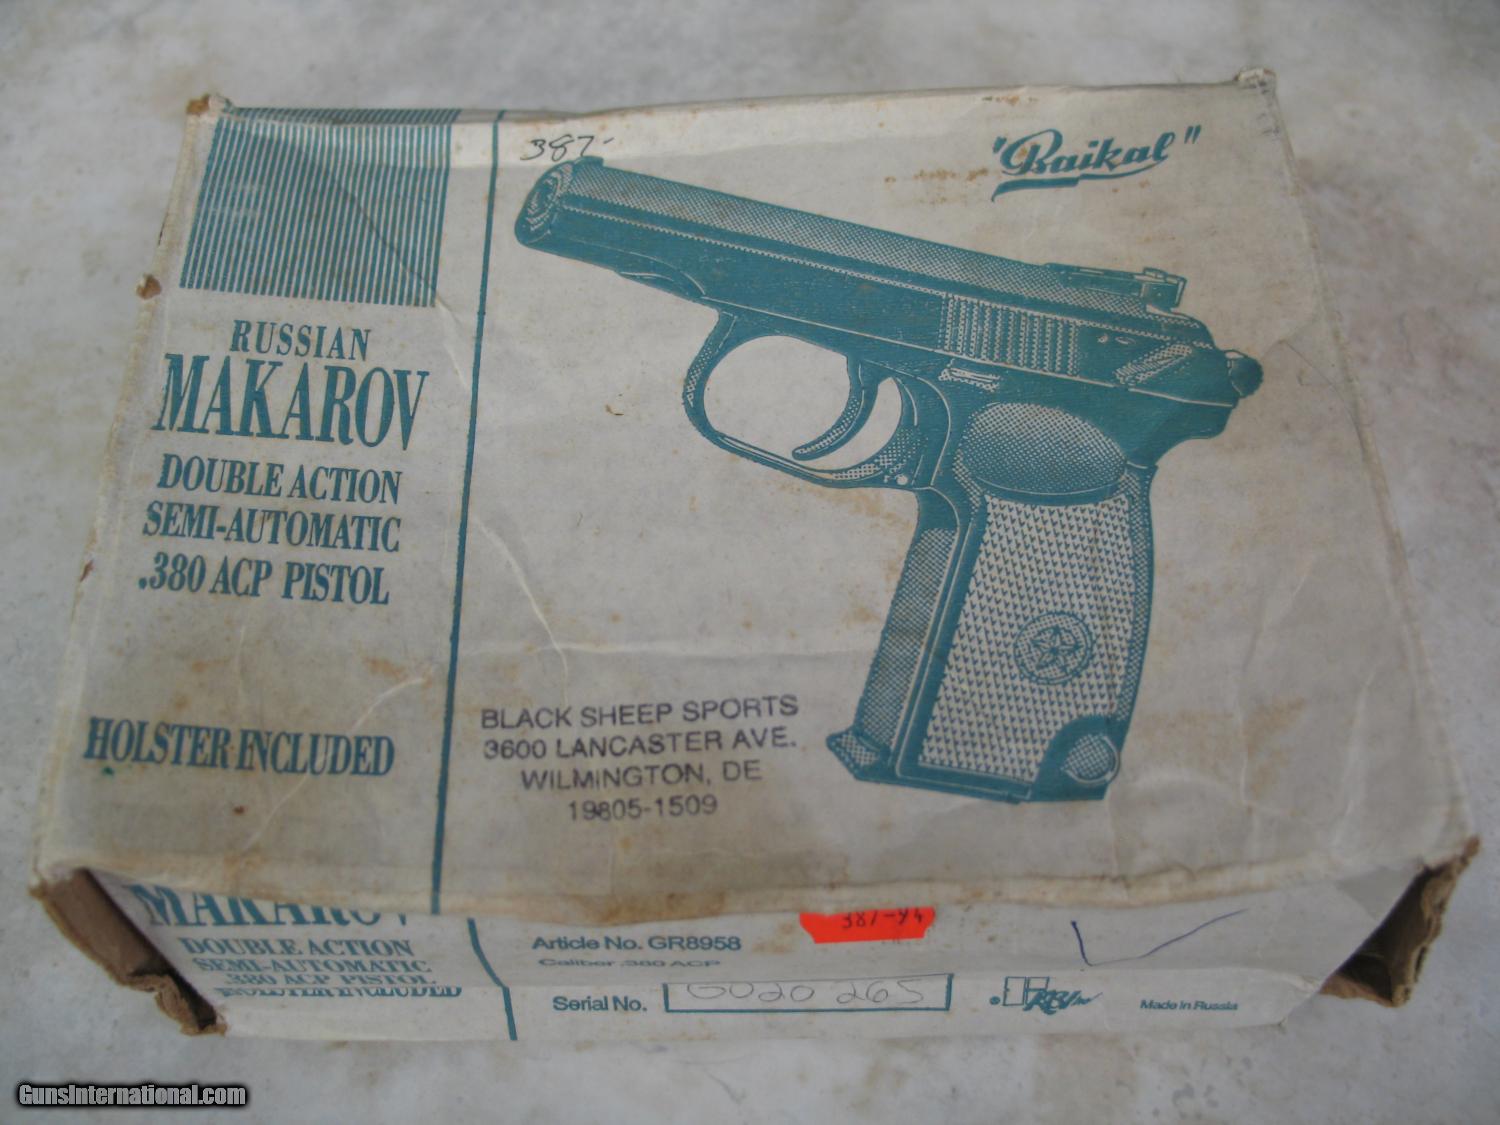 387-
"Baikal"
RUSSIAN
MAKAROV
DOUBLE ACTION
SEMI-AUTOMATIC
.380 ACP PISTOL
HOLSTER INCLUDED
BLACK SHEEP SPORTS
3600 LANCASTER AVE.
WILMINGTON, DE
19805-1509
MAKAROV
DOUBLE ACTION
SEMI-AUTOMATIC
.380 ACP PISTOL
HOLSTER INCLUDED
387-94
Article No. GR8958
Caliber .380 ACP
Serial No. G020265
Made in Russia
GunsInternational.com